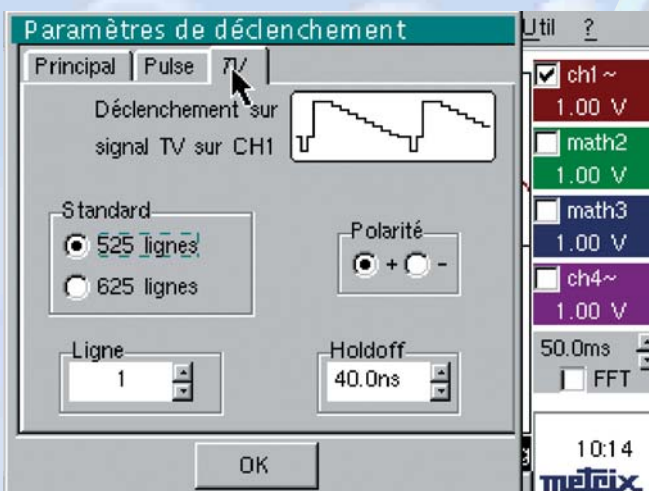 Paramètres de déclenchement
Principal
Pulse
TV
Déclenchement sur
signal TV sur CH1
Standard
525 lignes
625 lignes
Polarité
+ -
Ligne
1
Holdoff
40.0ns
OK
Util ?
ch1 ~
1.00 V
math2
1.00 V
math3
1.00 V
ch4~
1.00 V
50.0ms
FFT
10:14
metrix